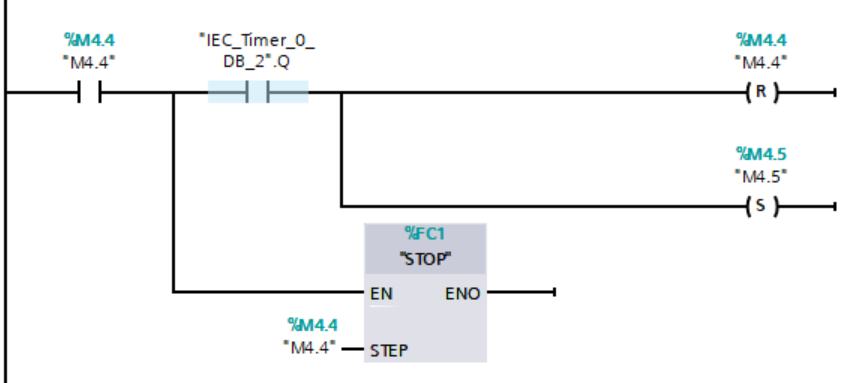 %M4.4
"M4.4"
"IEC_Timer_0_
DB_2".Q
%M4.4
"M4.4"
R
%M4.5
"M4.5"
S
%FC1
"STOP"
EN ENO
%M4.4
"M4.4"
STEP